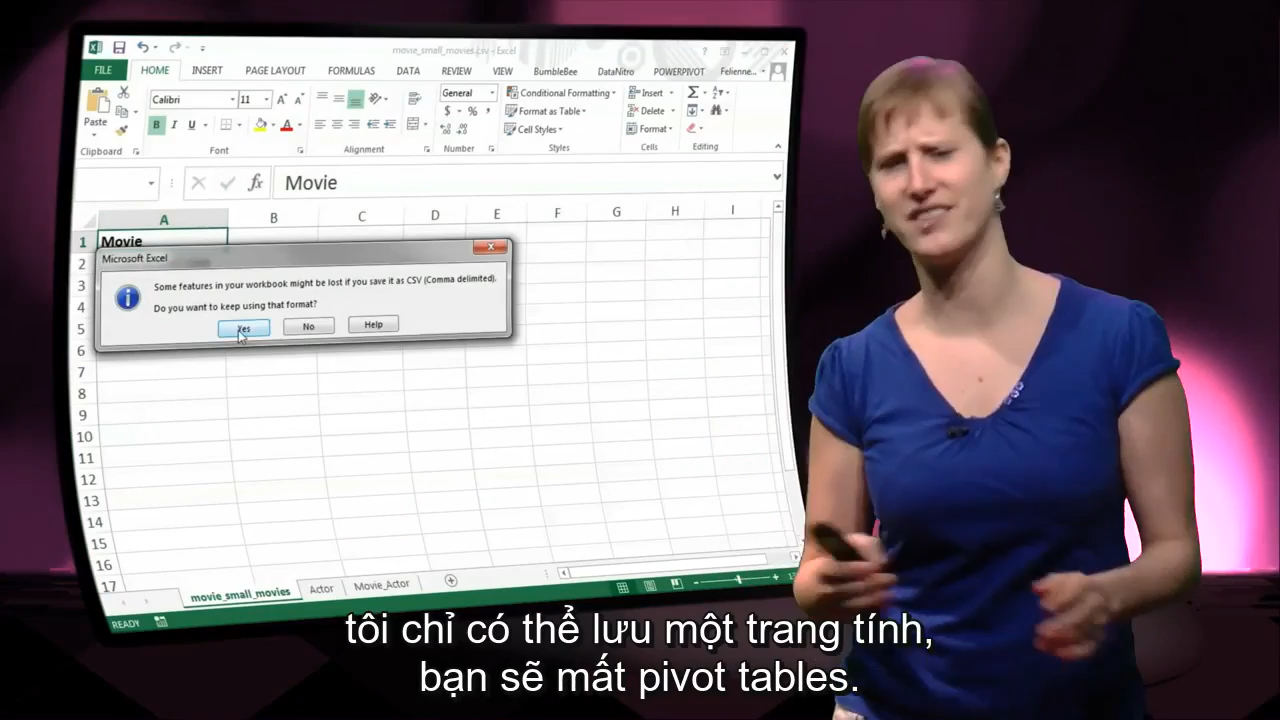 movie_small_movies.csv - Excel
FILE HOME INSERT PAGE LAYOUT FORMULAS DATA REVIEW VIEW BumbleBee DataNitro POWERPIVOT Felienne...
Calibri 11 General Conditional Formatting Insert
Paste Format as Table Delete
B I U Cell Styles Format
Clipboard Font Alignment Number Styles Cells Editing
fx Movie
A B C D E F G H I
1 Movie
2
3
4
5
6
7
8
9
10
11
12
13
14
15
16
17
Microsoft Excel
Some features in your workbook might be lost if you save it as CSV (Comma delimited).
Do you want to keep using that format?
Yes No Help
movie_small_movies Actor Movie_Actor
READY
tôi chỉ có thể lưu một trang tính,
bạn sẽ mất pivot tables.